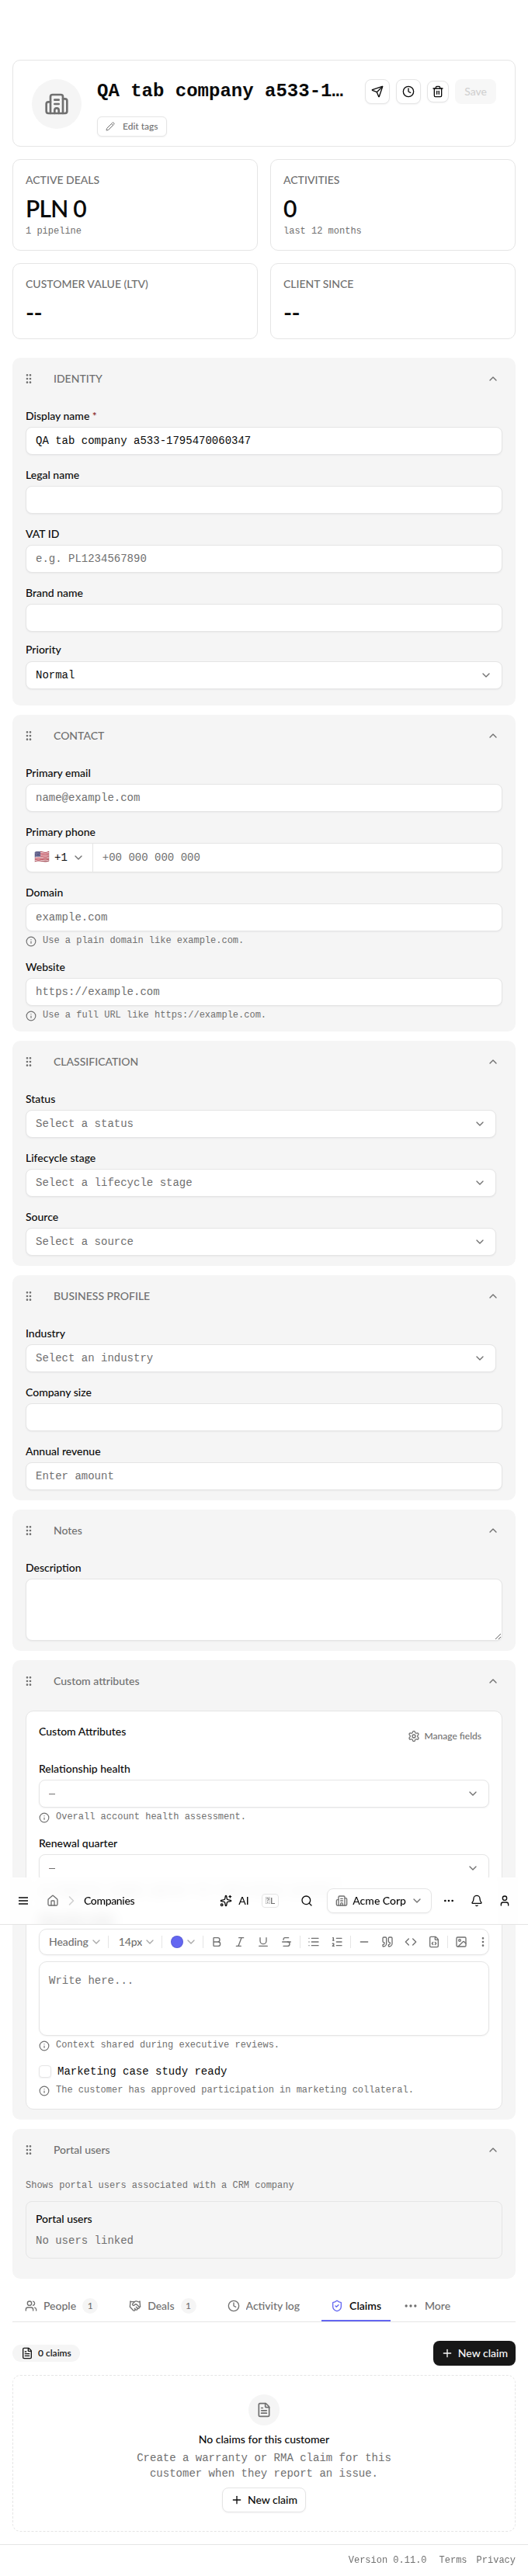 QA tab company a533-1…
Save
Edit tags
ACTIVE DEALS
PLN 0
1 pipeline
ACTIVITIES
0
last 12 months
CUSTOMER VALUE (LTV)
--
CLIENT SINCE
--
IDENTITY
Display name *
QA tab company a533-1795470060347
Legal name
VAT ID
e.g. PL1234567890
Brand name
Priority
Normal
CONTACT
Primary email
name@example.com
Primary phone
+1
+00 000 000 000
Domain
example.com
Use a plain domain like example.com.
Website
https://example.com
Use a full URL like https://example.com.
CLASSIFICATION
Status
Select a status
Lifecycle stage
Select a lifecycle stage
Source
Select a source
BUSINESS PROFILE
Industry
Select an industry
Company size
Annual revenue
Enter amount
Notes
Description
Custom attributes
Custom Attributes
Manage fields
Relationship health
—
Overall account health assessment.
Renewal quarter
—
Companies
AI
Acme Corp
Heading
14px
B I U S
Write here...
Context shared during executive reviews.
Marketing case study ready
The customer has approved participation in marketing collateral.
Portal users
Shows portal users associated with a CRM company
Portal users
No users linked
People 1
Deals 1
Activity log
Claims
More
0 claims
New claim
No claims for this customer
Create a warranty or RMA claim for this
customer when they report an issue.
New claim
Version 0.11.0 Terms Privacy